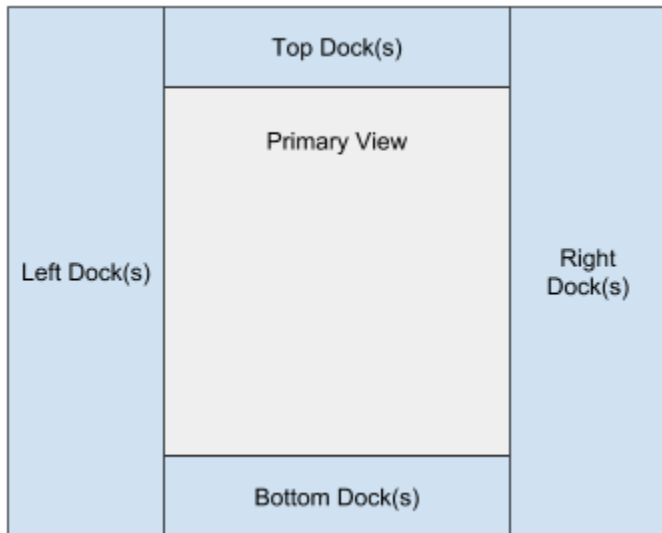 Top Dock(s)
Primary View
Left Dock(s)
Right
Dock(s)
Bottom Dock(s)